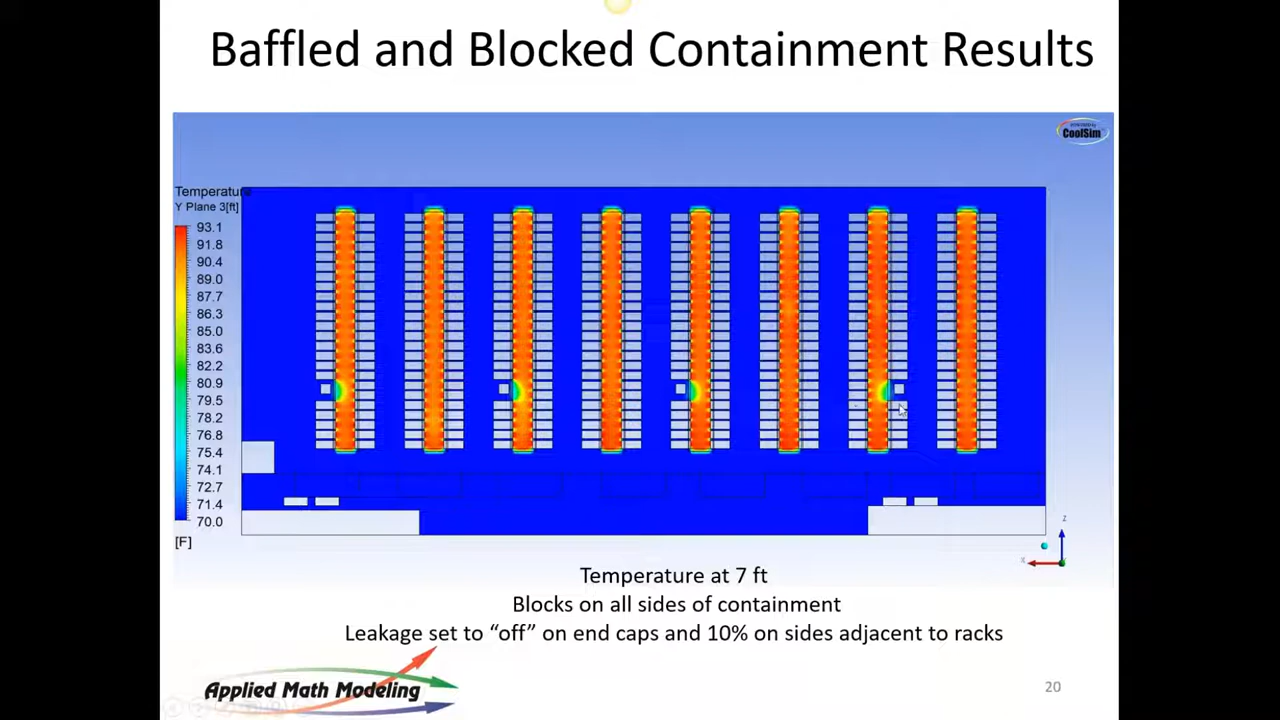 Baffled and Blocked Containment Results
CoolSim
Temperature
Y Plane 3[ft]
93.1
91.8
90.4
89.0
87.7
86.3
85.0
83.6
82.2
80.9
79.5
78.2
76.8
75.4
74.1
72.7
71.4
70.0
[F]
Z
X
Temperature at 7 ft
Blocks on all sides of containment
Leakage set to “off” on end caps and 10% on sides adjacent to racks
Applied Math Modeling
20